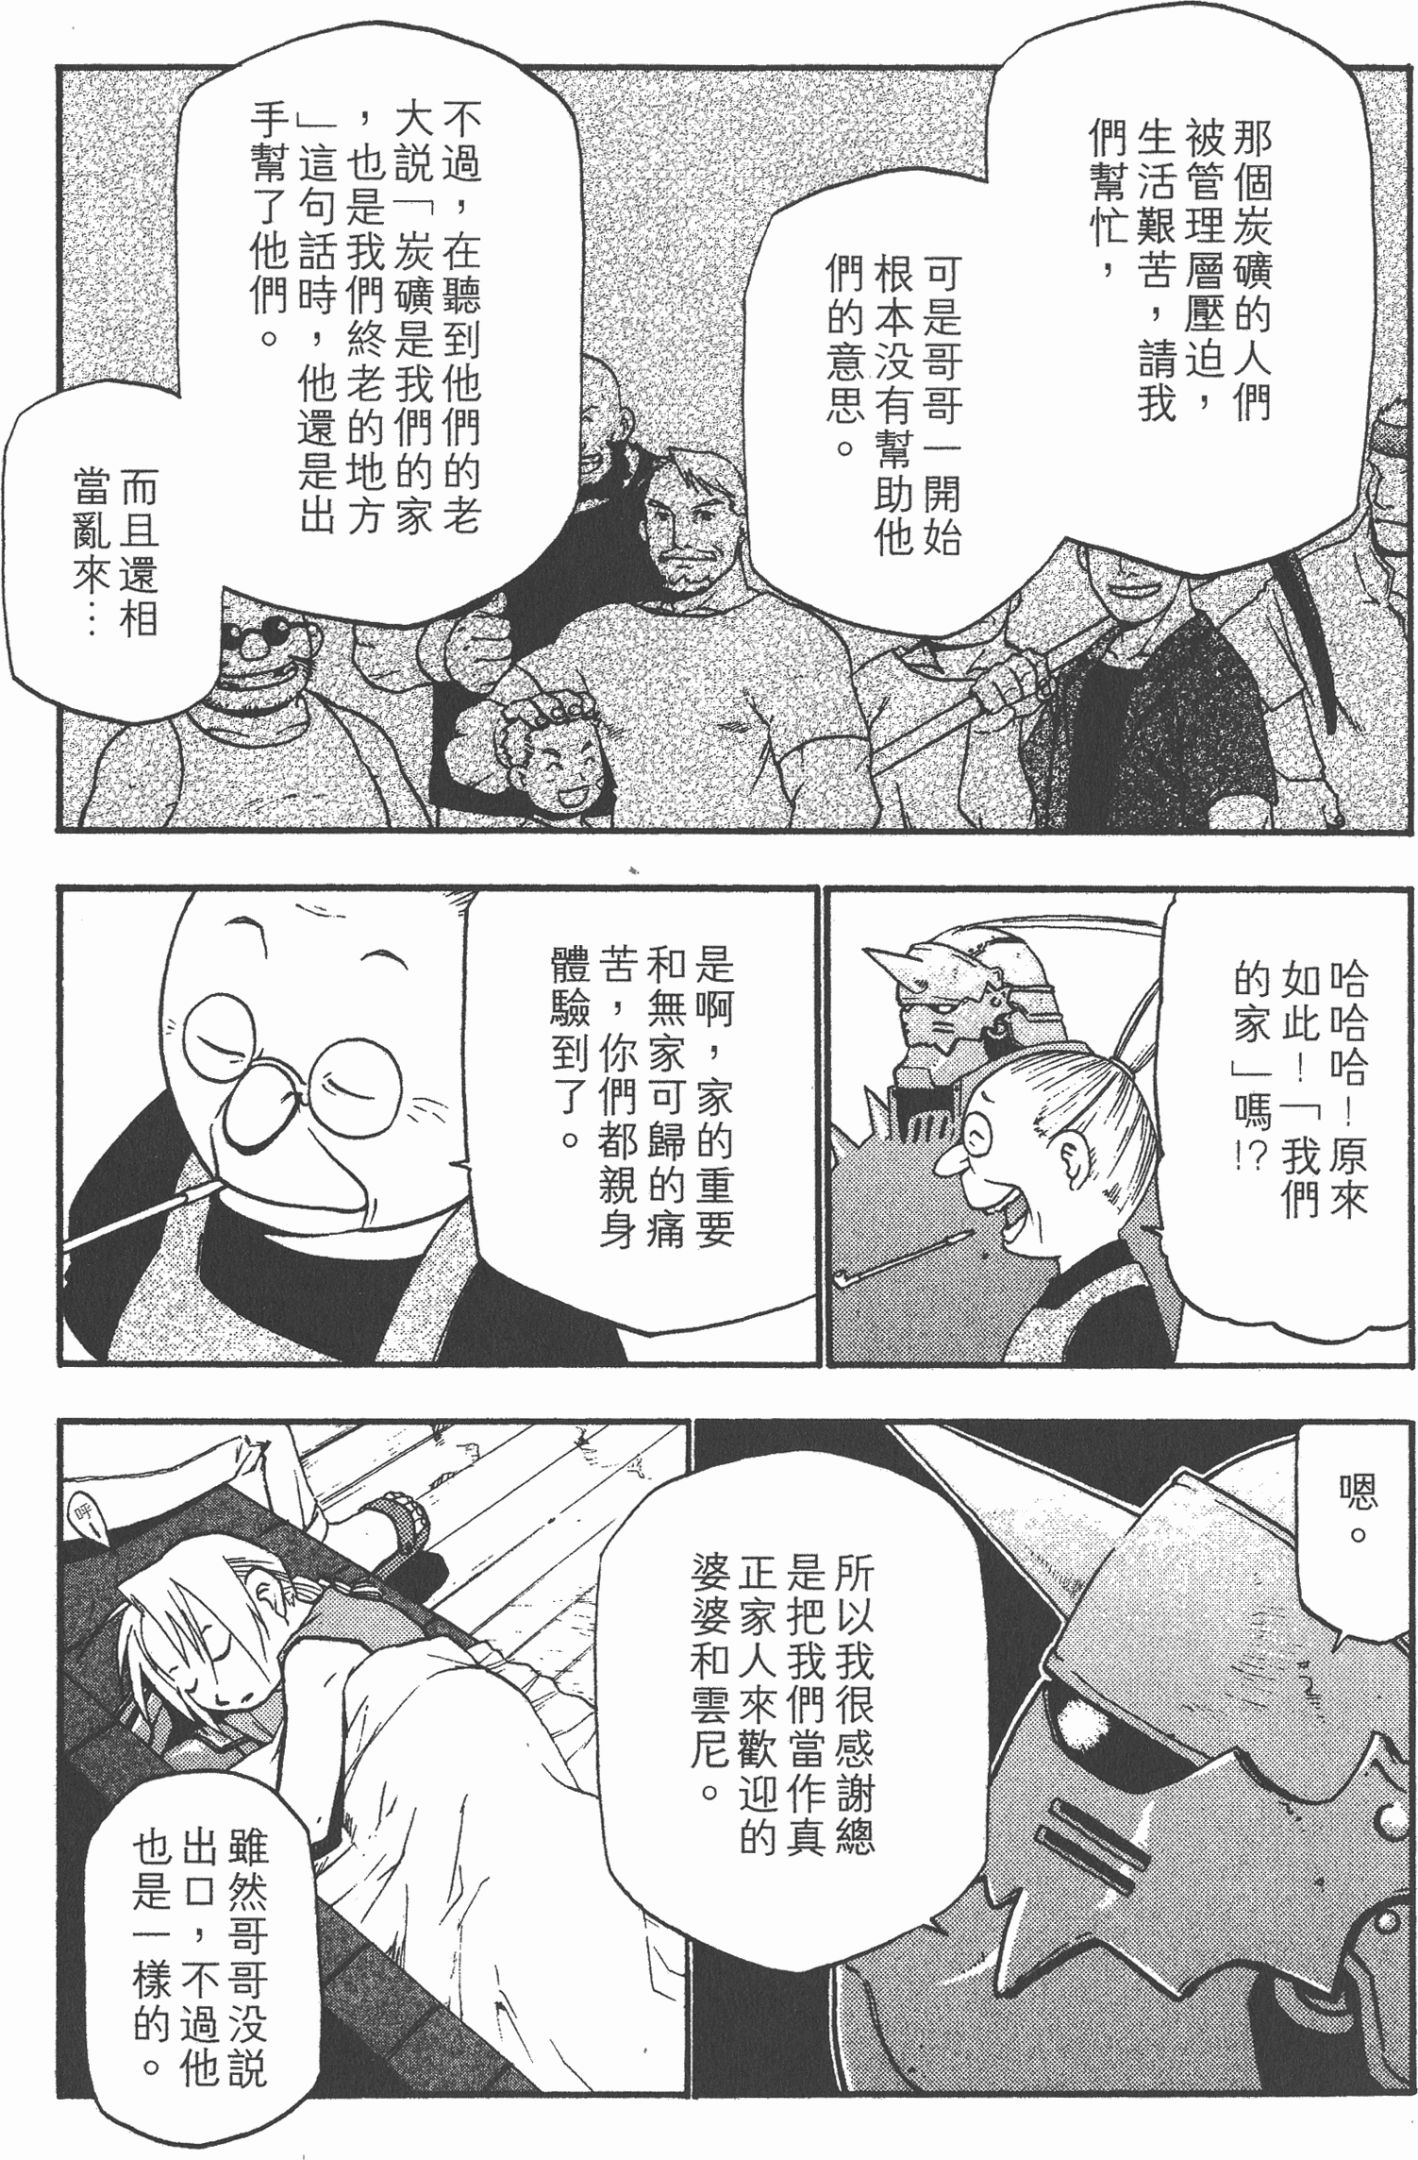 那個炭礦的人們
被管理層壓迫，
生活艱苦，請我
們幫忙，
可是哥哥一開始
根本没有幫助他
們的意思。
不過，在聽到他們的老
大説「炭礦是我們的家
，也是我們終老的地方
」這句話時，他還是出
手幫了他們。
而且還相
當亂來…
哈哈哈！原來
如此！「我們
的家」嗎!?
是啊，家的重要
和無家可歸的痛
苦，你們都親身
體驗到了。
嗯。
所以我很感謝總
是把我們當作真
正家人來歡迎的
婆婆和雲尼。
呼ー
雖然哥哥没説
出口，不過他
也是一樣的。